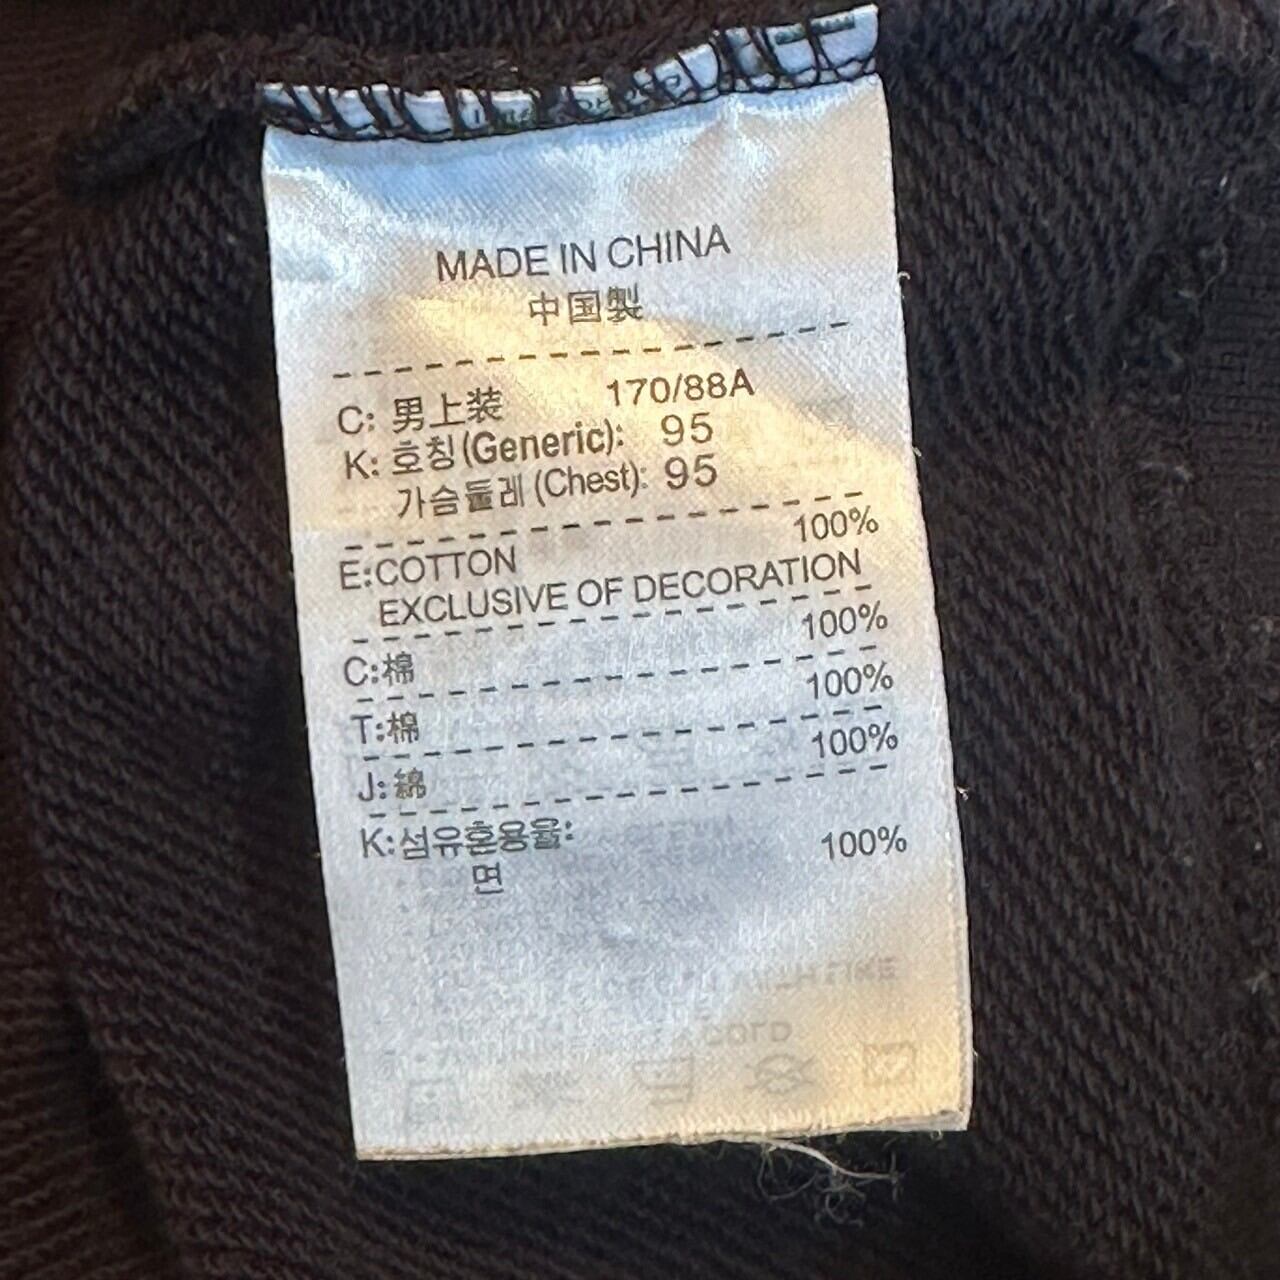 MADE IN CHINA
中国製
C: 男上装 170/88A
K: 호칭(Generic): 95
가슴둘레 (Chest): 95
E:COTTON 100%
EXCLUSIVE OF DECORATION
C:棉 100%
T:棉 100%
J:綿 100%
K:섬유혼용율:
면 100%